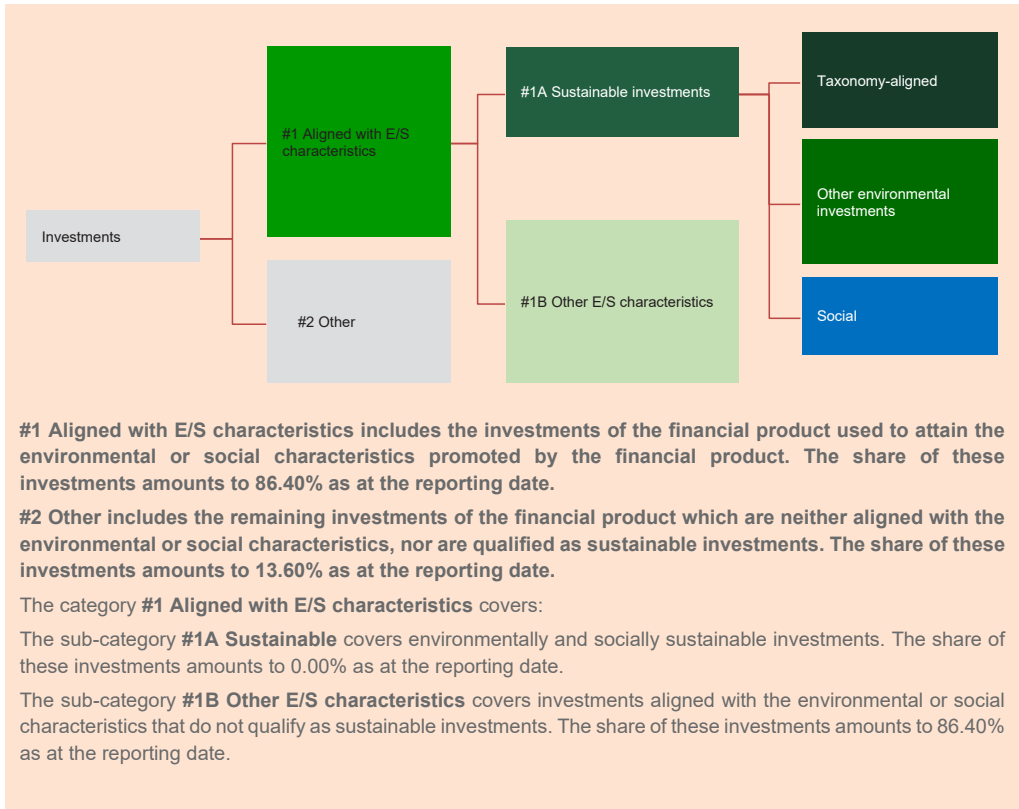 Investments
#1 Aligned with E/S
characteristics
#2 Other
#1A Sustainable investments
#1B Other E/S characteristics
Taxonomy-aligned
Other environmental
investments
Social
#1 Aligned with E/S characteristics includes the investments of the financial product used to attain the
environmental or social characteristics promoted by the financial product. The share of these
investments amounts to 86.40% as at the reporting date.
#2 Other includes the remaining investments of the financial product which are neither aligned with the
environmental or social characteristics, nor are qualified as sustainable investments. The share of these
investments amounts to 13.60% as at the reporting date.
The category #1 Aligned with E/S characteristics covers:
The sub-category #1A Sustainable covers environmentally and socially sustainable investments. The share of
these investments amounts to 0.00% as at the reporting date.
The sub-category #1B Other E/S characteristics covers investments aligned with the environmental or social
characteristics that do not qualify as sustainable investments. The share of these investments amounts to 86.40%
as at the reporting date.